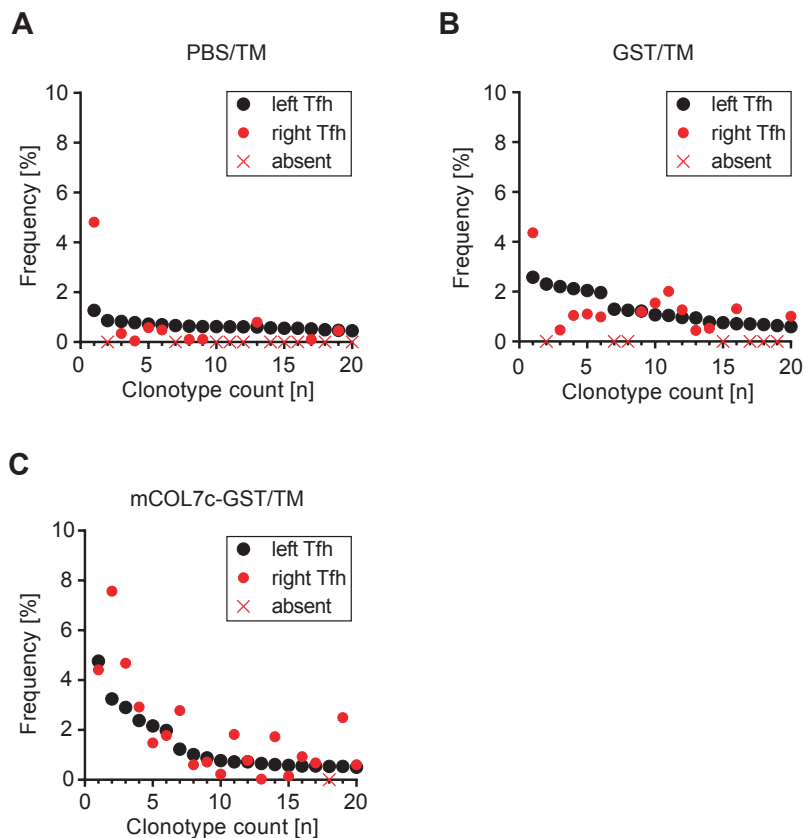 A
PBS/TM
10
8
6
4
2
0
Frequency [%]
0 5 10 15 20
Clonotype count [n]
left Tfh
right Tfh
absent
B
GST/TM
10
8
6
4
2
0
Frequency [%]
0 5 10 15 20
Clonotype count [n]
left Tfh
right Tfh
absent
C
mCOL7c-GST/TM
10
8
6
4
2
0
Frequency [%]
0 5 10 15 20
Clonotype count [n]
left Tfh
right Tfh
absent